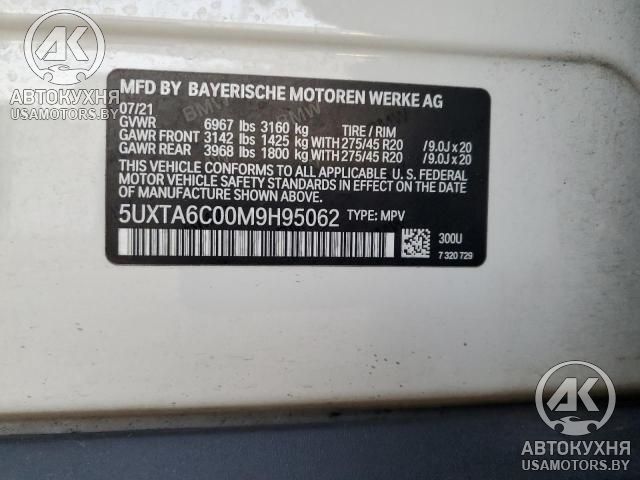 АВТОКУХНЯ
USAMOTORS.BY
MFD BY BAYERISCHE MOTOREN WERKE AG
07/21
GVWR 6967 lbs 3160 kg TIRE / RIM
GAWR FRONT 3142 lbs 1425 kg WITH 275/45 R20 / 9.0J x 20
GAWR REAR 3968 lbs 1800 kg WITH 275/45 R20 / 9.0J x 20
THIS VEHICLE CONFORMS TO ALL APPLICABLE U. S. FEDERAL
MOTOR VEHICLE SAFETY STANDARDS IN EFFECT ON THE DATE
OF MANUFACTURE SHOWN ABOVE.
5UXTA6C00M9H95062 TYPE: MPV
300U
7 320 729
АК
АВТОКУХНЯ
USAMOTORS.BY